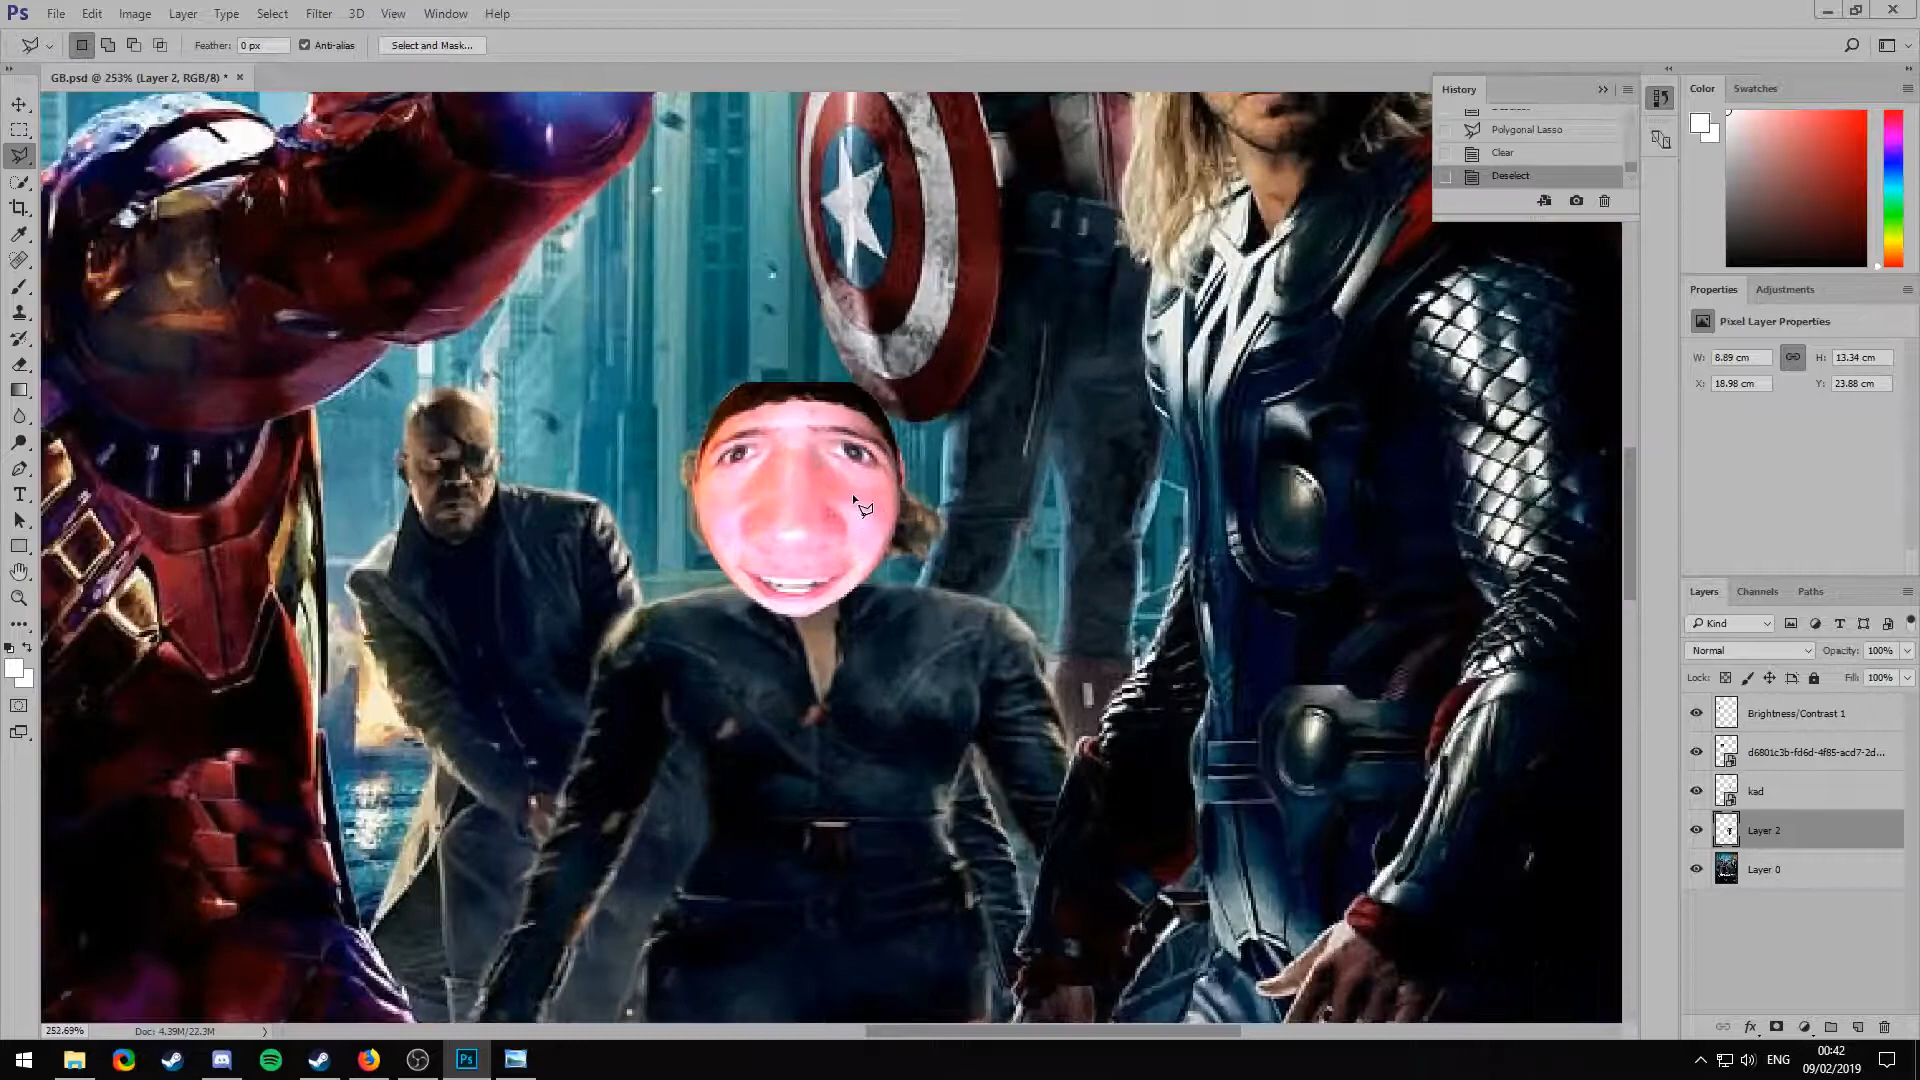 Ps File Edit Image Layer Type Select Filter 3D View Window Help
Feather: 0 px Anti-alias Select and Mask...
GB.psd @ 253% (Layer 2, RGB/8) *
History
Polygonal Lasso
Clear
Deselect
Color Swatches
Properties Adjustments
Pixel Layer Properties
W: 8.89 cm H: 13.34 cm
X: 18.98 cm Y: 23.88 cm
Layers Channels Paths
Kind
Normal Opacity: 100%
Lock: Fill: 100%
Brightness/Contrast 1
d6801c3b-fd6d-4f85-acd7-2d...
kad
Layer 2
Layer 0
252.69% Doc: 4.39M/22.3M
Ps
ENG
00:42
09/02/2019